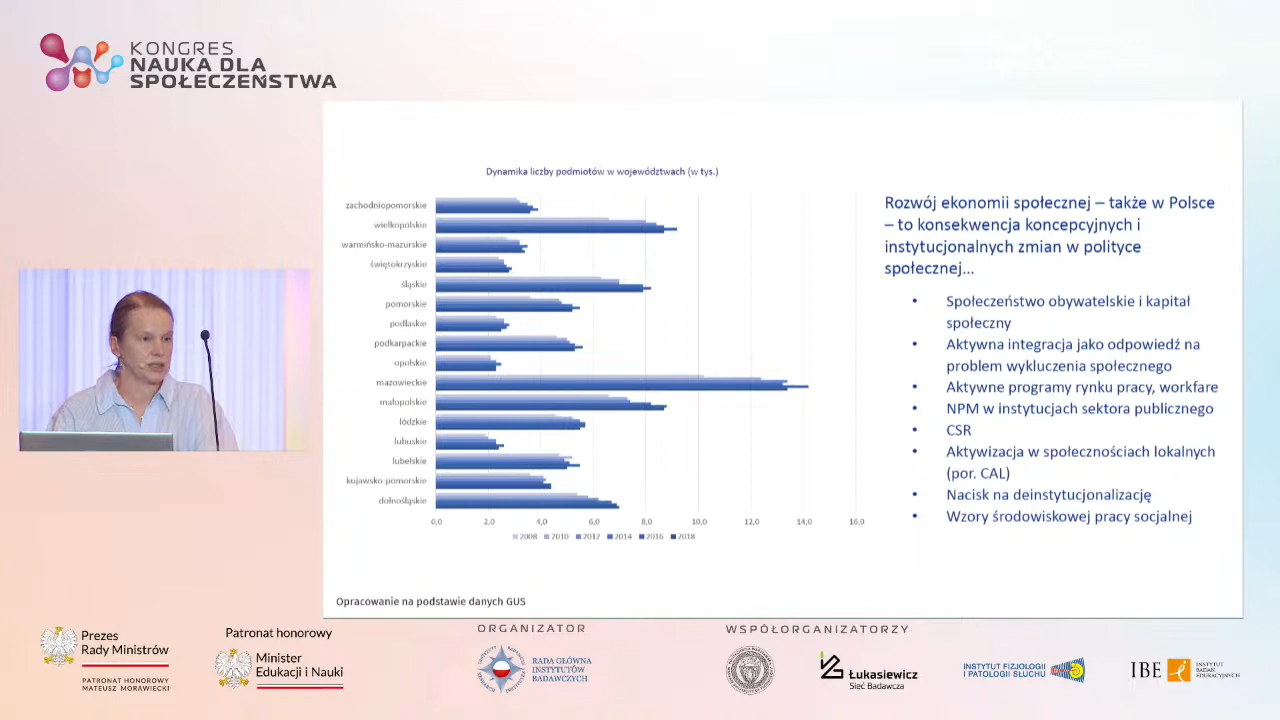 KONGRES
NAUKA DLA
SPOŁECZEŃSTWA
Dynamika liczby podmiotów w województwach (w tys.)
zachodniopomorskie
wielkopolskie
warmińsko-mazurskie
świętokrzyskie
śląskie
pomorskie
podlaskie
podkarpackie
opolskie
mazowieckie
małopolskie
łódzkie
lubuskie
lubelskie
kujawsko-pomorskie
dolnośląskie
0,0 2,0 4,0 6,0 8,0 10,0 12,0 14,0 16,0
2008 2010 2012 2014 2016 2018
Opracowanie na podstawie danych GUS
Rozwój ekonomii społecznej – także w Polsce
– to konsekwencja koncepcyjnych i
instytucjonalnych zmian w polityce
społecznej...
• Społeczeństwo obywatelskie i kapitał
społeczny
• Aktywna integracja jako odpowiedź na
problem wykluczenia społecznego
• Aktywne programy rynku pracy, workfare
• NPM w instytucjach sektora publicznego
• CSR
• Aktywizacja w społecznościach lokalnych
(por. CAL)
• Nacisk na deinstytucjonalizację
• Wzory środowiskowej pracy socjalnej
Prezes
Rady Ministrów
PATRONAT HONOROWY
MATEUSZ MORAWIECKI
Patronat honorowy
Minister
Edukacji i Nauki
ORGANIZATOR
RADA GŁÓWNA
INSTYTUTÓW
BADAWCZYCH
WSPÓŁORGANIZATORZY
Łukasiewicz
Sieć Badawcza
INSTYTUT FIZJOLOGII
I PATOLOGII SŁUCHU
IBE
INSTYTUT
BADAŃ
EDUKACYJNYCH